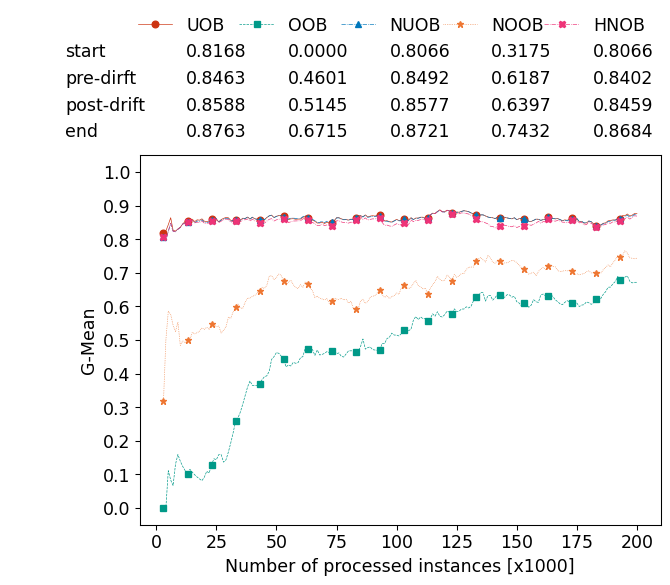 UOB OOB NUOB NOOB HNOB
start 0.8168 0.0000 0.8066 0.3175 0.8066
pre-dirft 0.8463 0.4601 0.8492 0.6187 0.8402
post-drift 0.8588 0.5145 0.8577 0.6397 0.8459
end 0.8763 0.6715 0.8721 0.7432 0.8684
1.0
0.9
0.8
0.7
0.6
0.5
0.4
0.3
0.2
0.1
0.0
G-Mean
0 25 50 75 100 125 150 175 200
Number of processed instances [x1000]